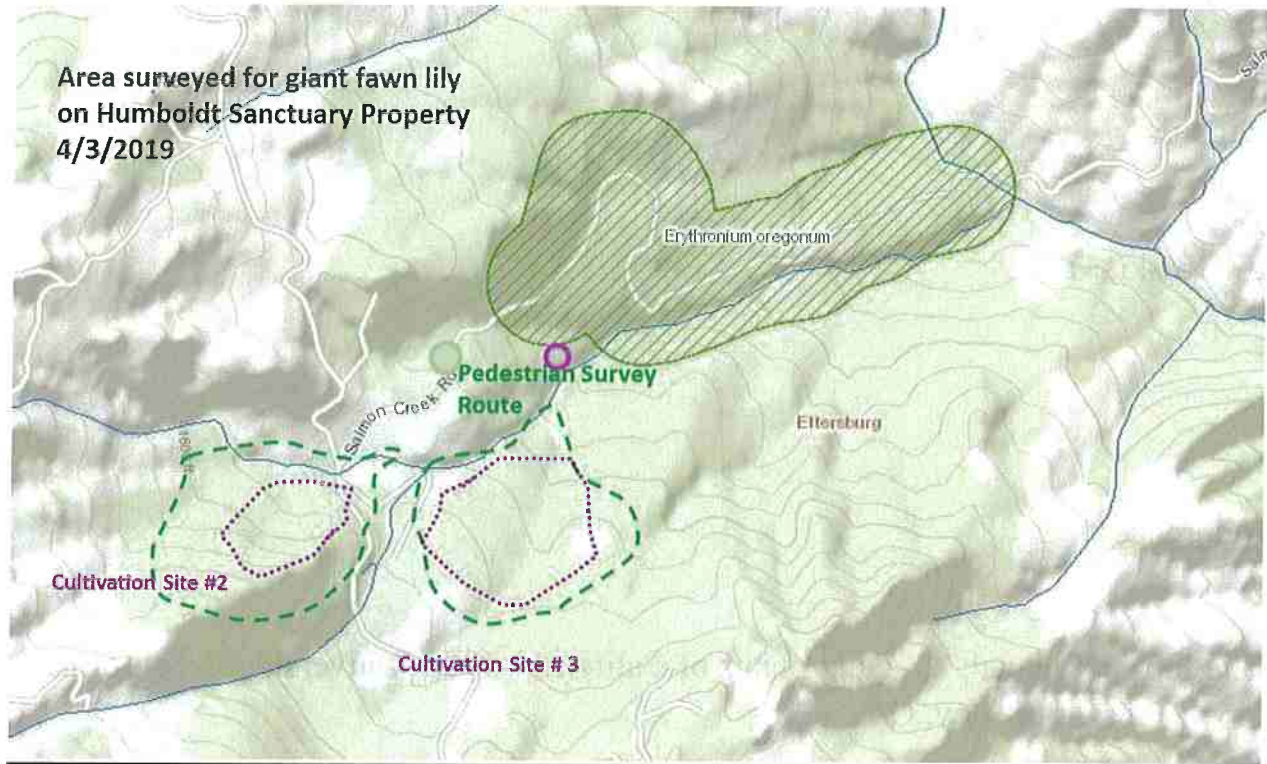 Area surveyed for giant fawn lily
on Humboldt Sanctuary Property
4/3/2019
Erythronium oregonum
Pedestrian Survey
Route
Salmon Creek
Ettersburg
Cultivation Site #2
Cultivation Site # 3